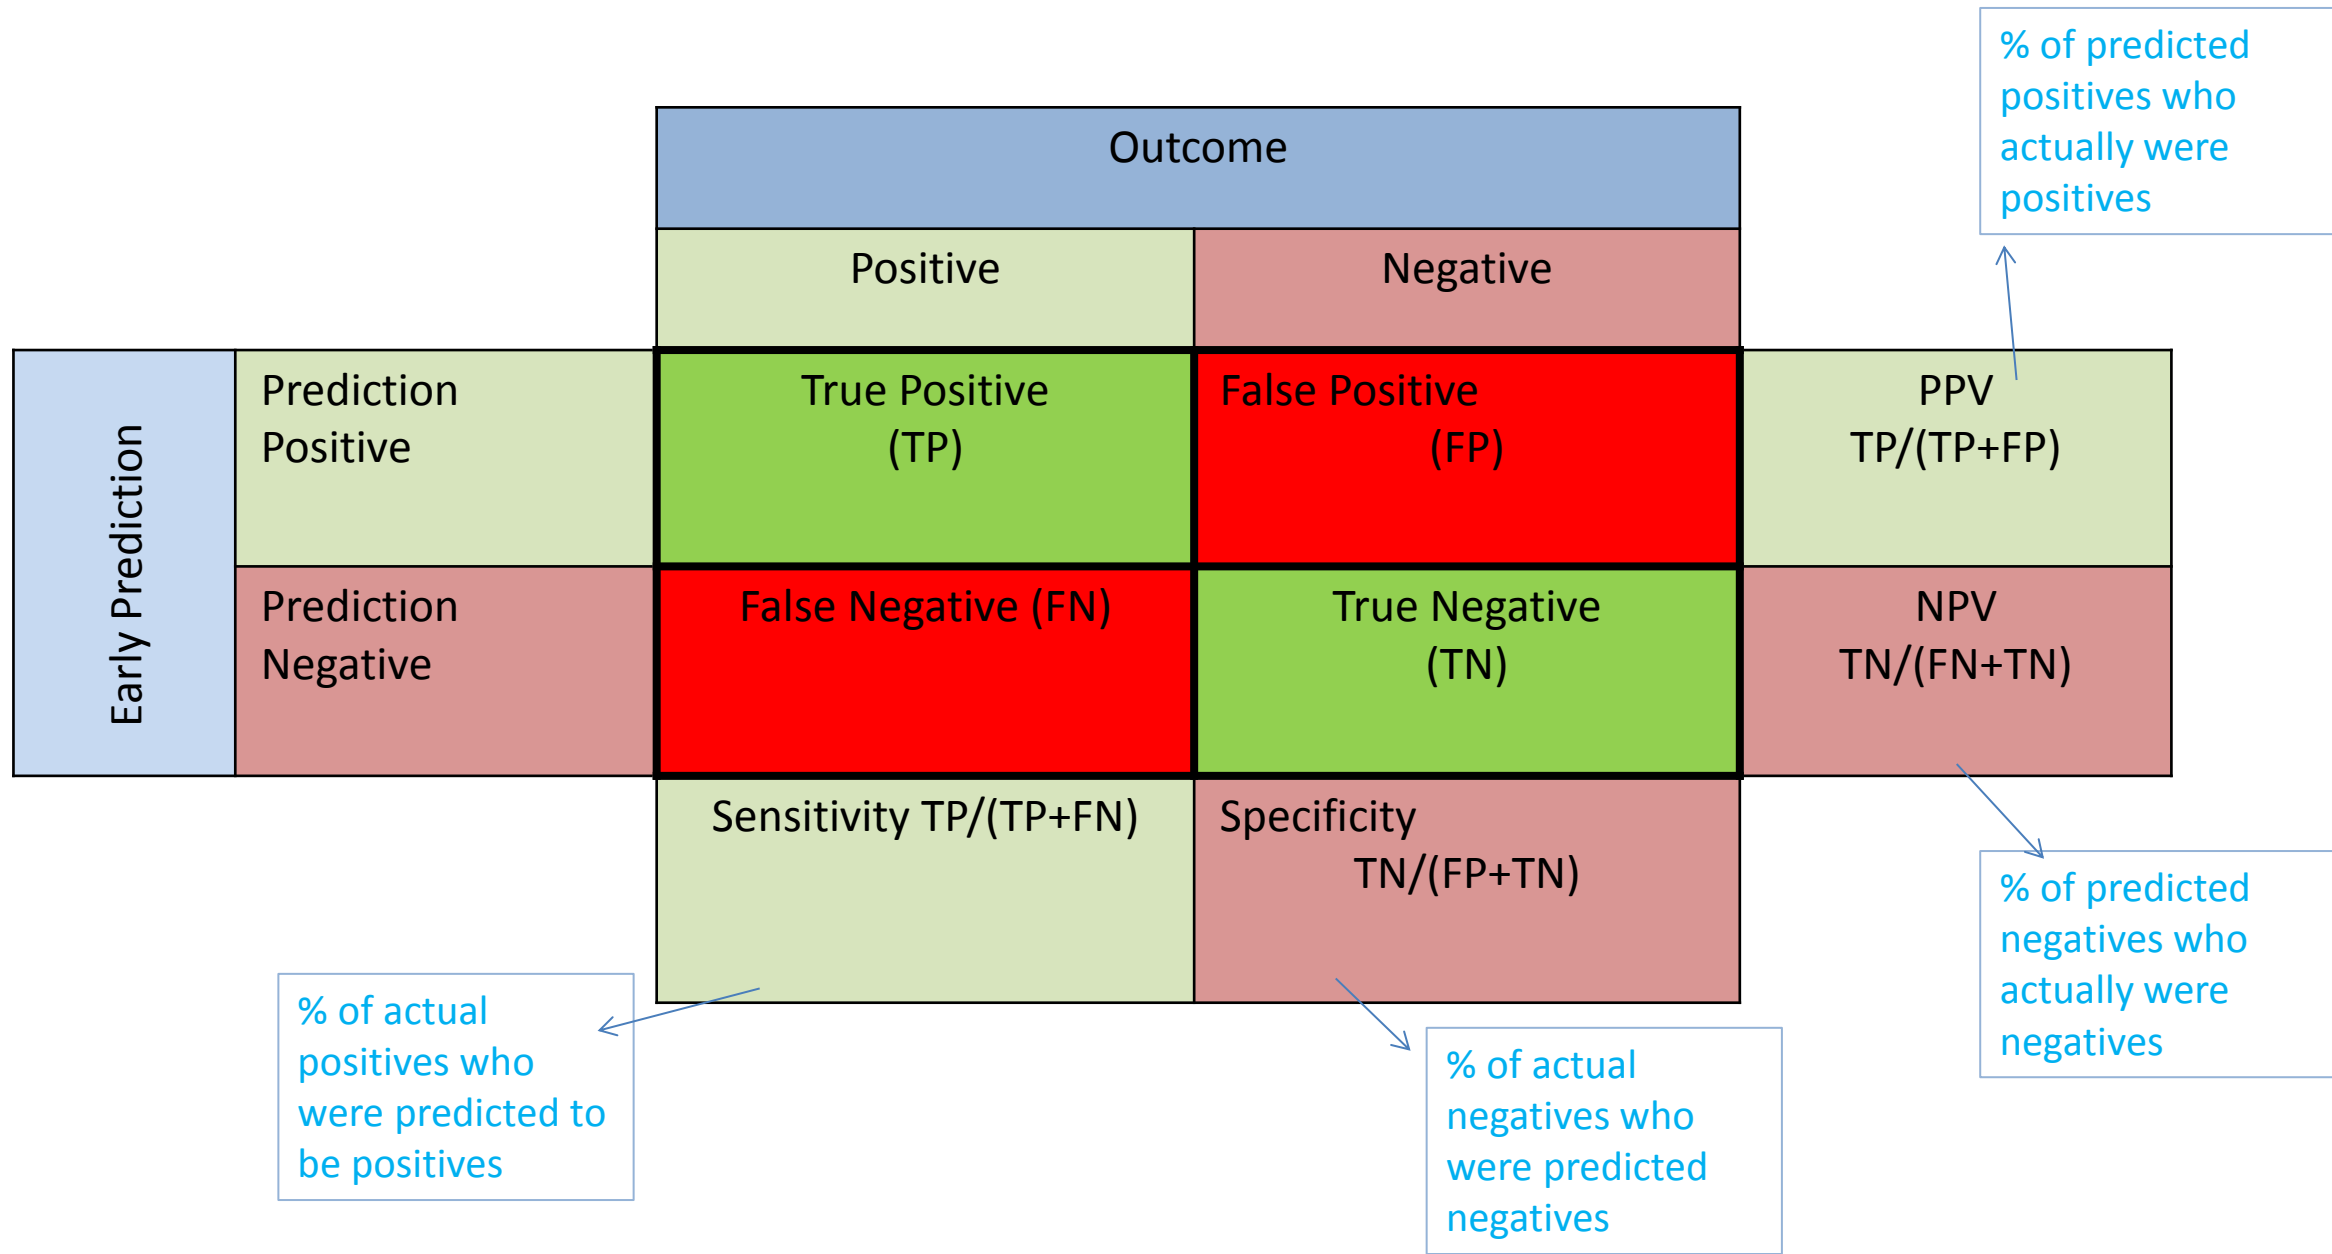 % of predicted
positives who
actually were
positives
Outcome
Positive
Negative
Early Prediction
Prediction
Positive
True Positive
(TP)
False Positive
(FP)
PPV
TP/(TP+FP)
Prediction
Negative
False Negative (FN)
True Negative
(TN)
NPV
TN/(FN+TN)
Sensitivity TP/(TP+FN)
Specificity
TN/(FP+TN)
% of predicted
negatives who
actually were
negatives
% of actual
positives who
were predicted to
be positives
% of actual
negatives who
were predicted
negatives